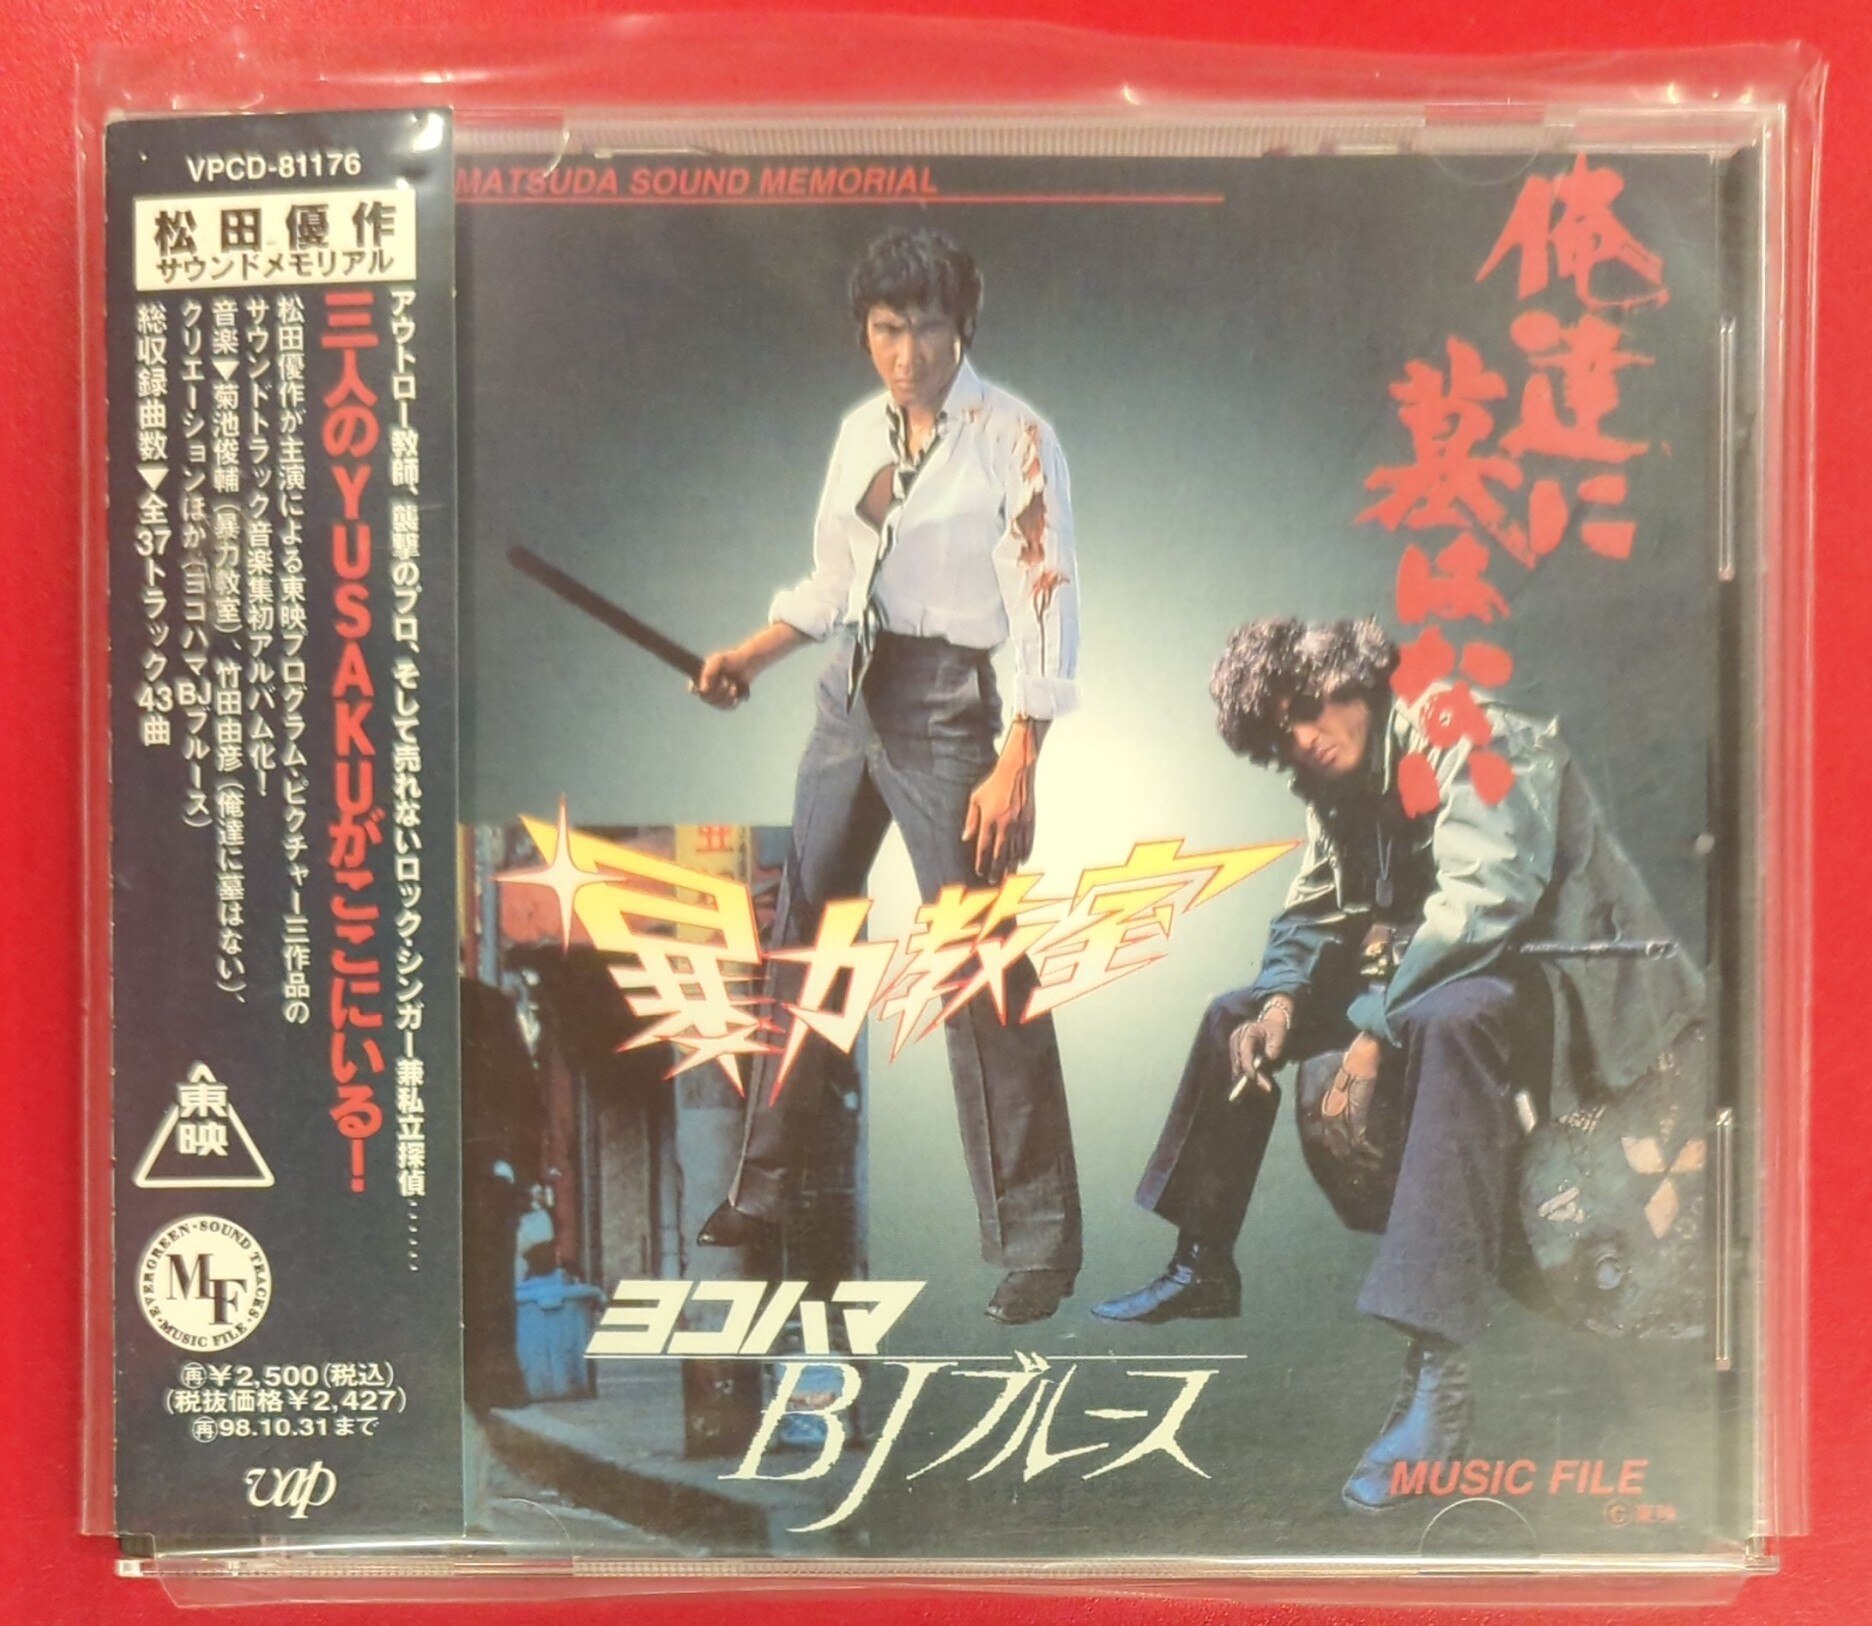 VPCD-81176
松田優作
サウンドメモリアル
アウトロー教師、襲撃のプロ、そして売れないロック・シンガー兼私立探偵……
三人のYUSAKUがここにいる!
松田優作が主演による東映プログラム・ピクチャー三作品の
サウンドトラック音楽集初アルバム化!
音楽▼菊池俊輔(暴力教室)、竹田由彦(俺達に墓はない)、
クリエーションほか(ヨコハマBJブルース)
総収録曲数▼全37トラック43曲
東映
EVERGREEN・SOUND TRACKS
MF
・MUSIC FILE・
再¥2,500(税込)
(税抜価格¥2,427)
再98.10.31まで
vap
MATSUDA SOUND MEMORIAL
俺達に
墓はない
暴力教室
ヨコハマ
BJブルース
MUSIC FILE
©東映